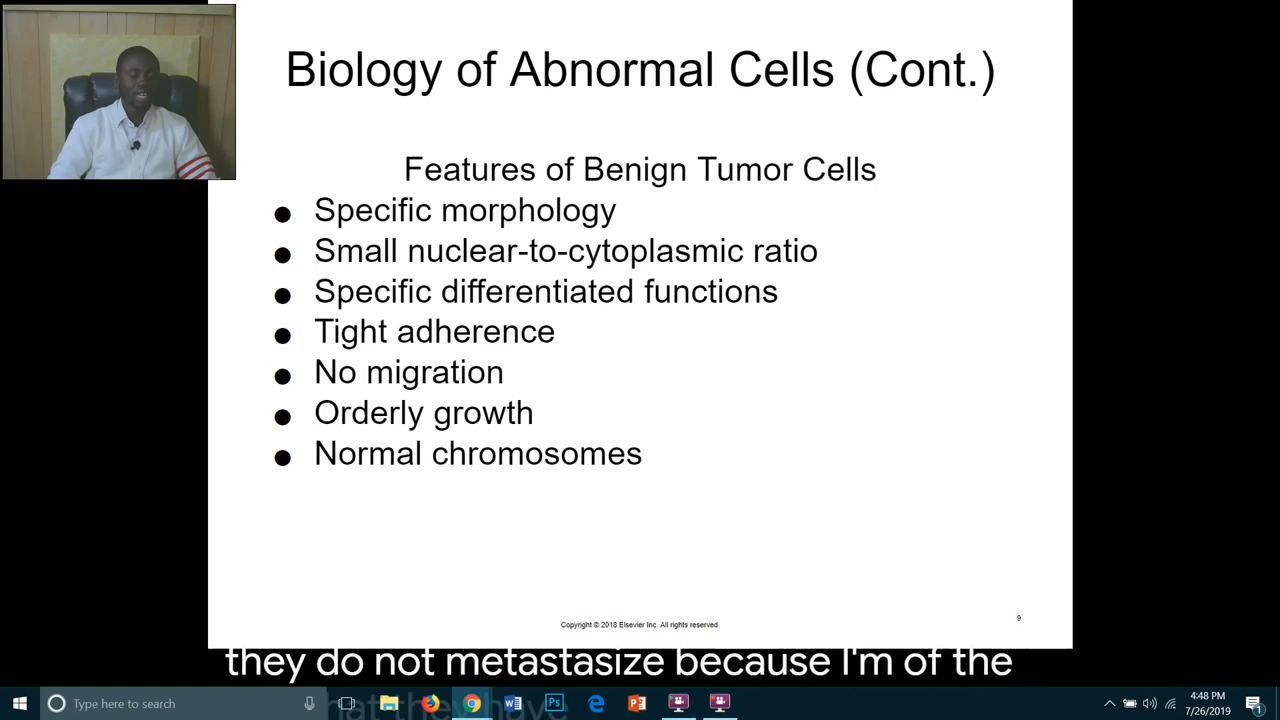 Biology of Abnormal Cells (Cont.)
Features of Benign Tumor Cells
● Specific morphology
● Small nuclear-to-cytoplasmic ratio
● Specific differentiated functions
● Tight adherence
● No migration
● Orderly growth
● Normal chromosomes
Copyright © 2018 Elsevier Inc. All rights reserved.
9
they do not metastasize because I'm of the
they have
Type here to search
4:48 PM
7/26/2019